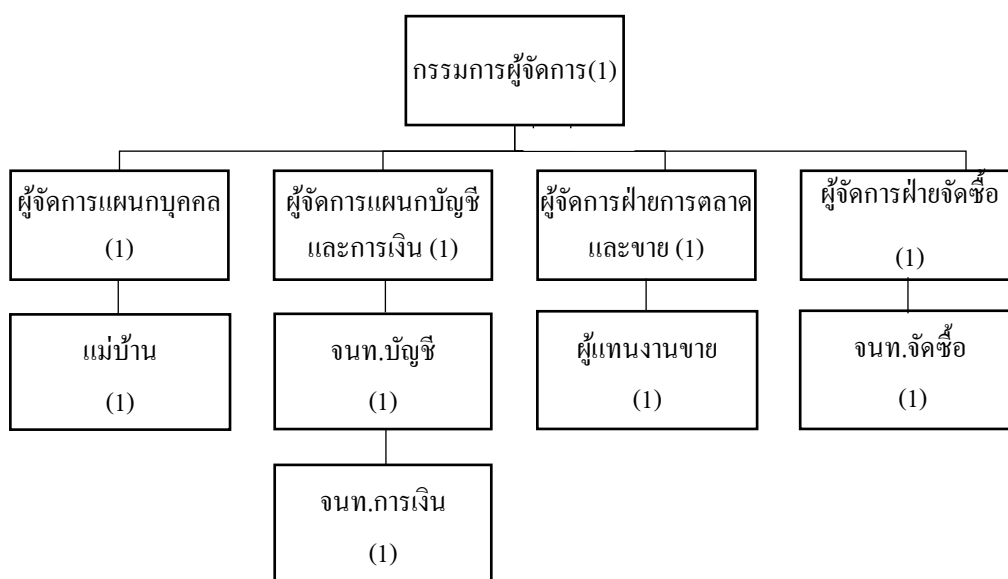 กรรมการผู้จัดการ(1)
ผู้จัดการแผนกบุคคล
(1)
ผู้จัดการแผนกบัญชี
และการเงิน (1)
ผู้จัดการฝ่ายการตลาด
และขาย (1)
ผู้จัดการฝ่ายจัดซื้อ
(1)
แม่บ้าน
(1)
จนท.บัญชี
(1)
ผู้แทนงานขาย
(1)
จนท.จัดซื้อ
(1)
จนท.การเงิน
(1)